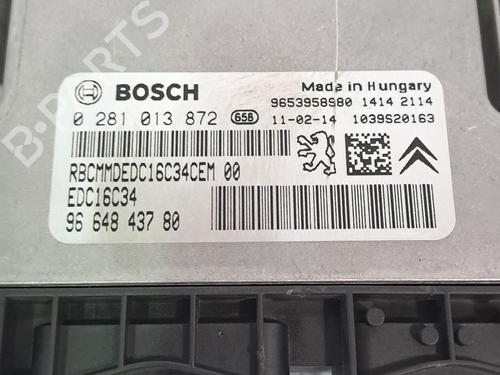 BOSCH
Made in Hungary
0 281 013 872 658
9653958980 1414 2114
11-02-14 1039S20163
RBCMMDEDC16C34CEM 00
EDC16C34
96 648 437 80
B-PARTS